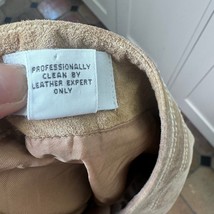 PROFESSIONALLY
CLEAN BY
LEATHER EXPERT
ONLY